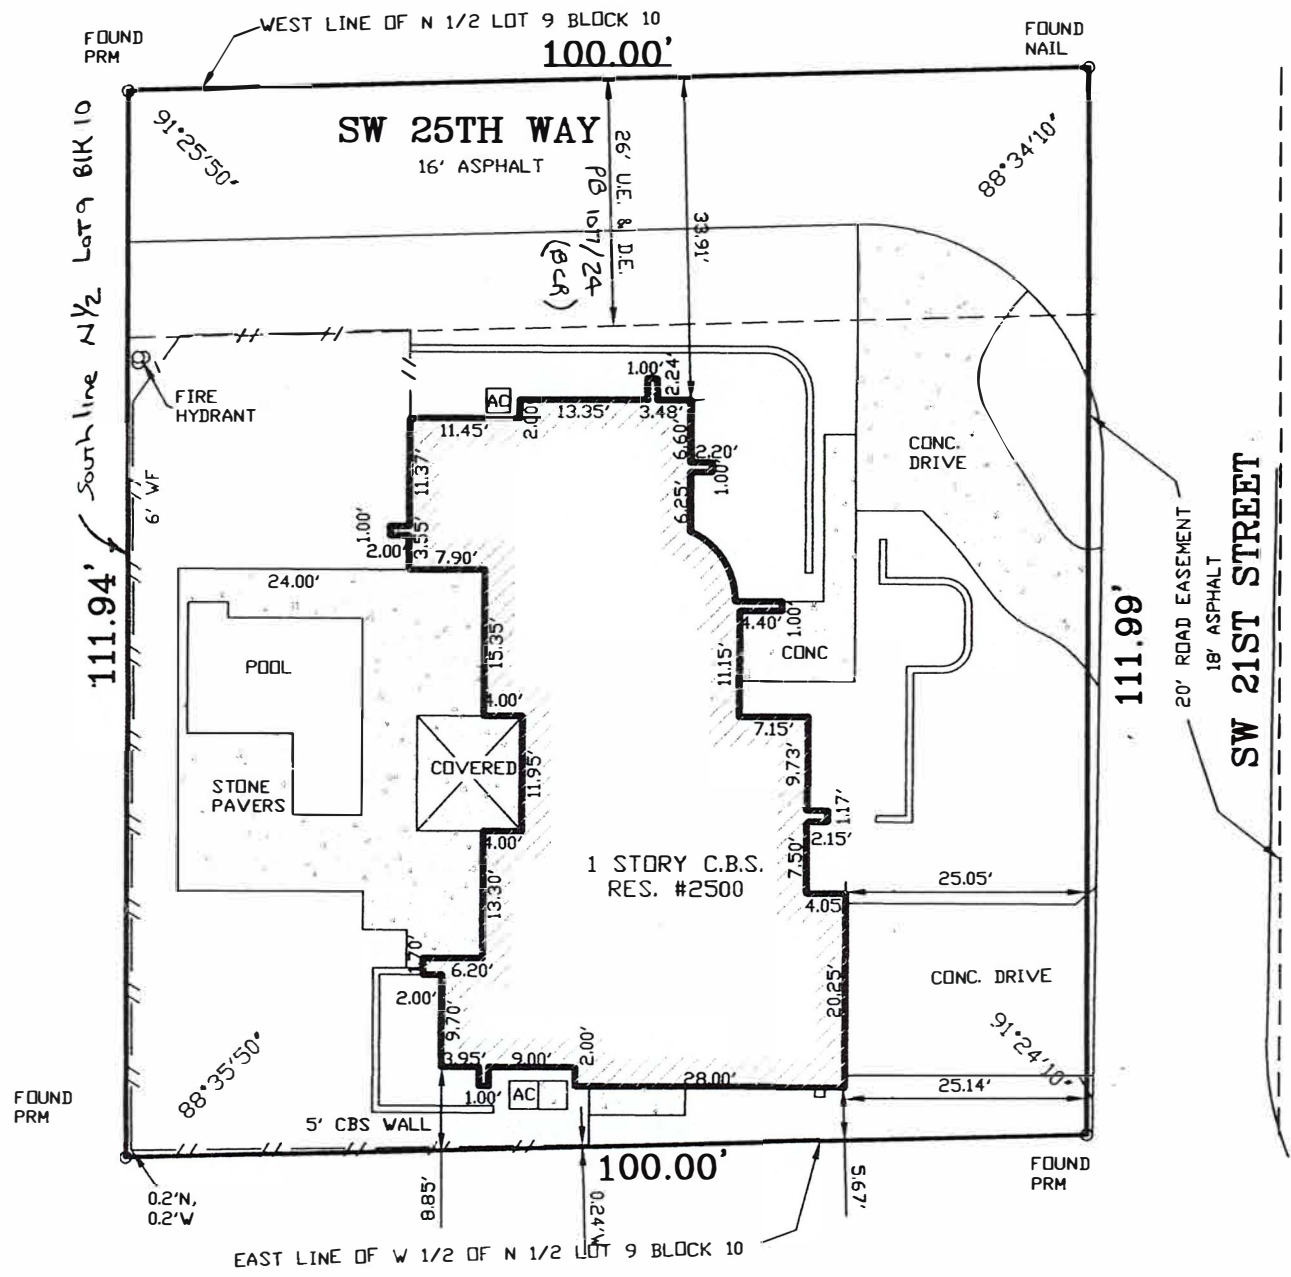 WEST LINE OF N 1/2 LOT 9 BLOCK 10
FOUND
PRM
100.00'
FOUND
NAIL
91°25'50"
SW 25TH WAY
16' ASPHALT
26' U.E. & D.E.
PB 107/24
(BCR)
33.91'
88°34'10"
South line N½ Lot 9 Blk 10
111.94'
FIRE
HYDRANT
6' WF
AC
11.45'
2.00'
13.35'
1.00'
2.24'
3.48'
6.60'
2.20'
1.00'
6.25'
11.37'
1.00'
2.00'
3.55'
7.90'
CONC.
DRIVE
24.00'
POOL
15.35'
4.00'
COVERED
11.95'
4.00'
STONE
PAVERS
13.30'
4.40'
1.00'
11.15'
CONC
7.15'
9.73'
1.17'
2.15'
7.50'
4.05
1 STORY C.B.S.
RES. #2500
25.05'
20' ROAD EASEMENT
18' ASPHALT
SW 21ST STREET
111.99'
.70'
6.20'
2.00'
9.70'
3.95'
1.00'
9.00'
2.00'
AC
28.00'
20.25'
CONC. DRIVE
91°24'10"
25.14'
88°35'50"
5' CBS WALL
FOUND
PRM
0.2'N,
0.2'W
8.85'
0.24'W
100.00'
5.67'
FOUND
PRM
EAST LINE OF W 1/2 OF N 1/2 LOT 9 BLOCK 10